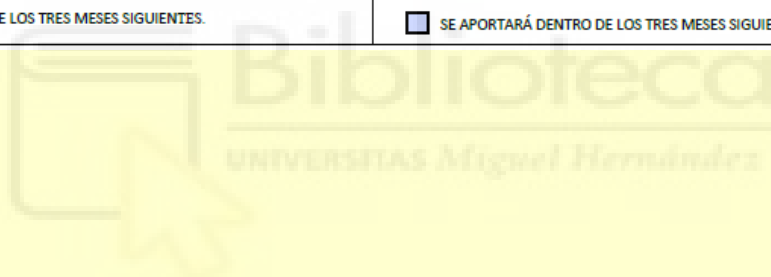 E LOS TRES MESES SIGUIENTES.
SE APORTARÁ DENTRO DE LOS TRES MESES SIGUIE
Biblioteca
UNIVERSITAS Miguel Hernández